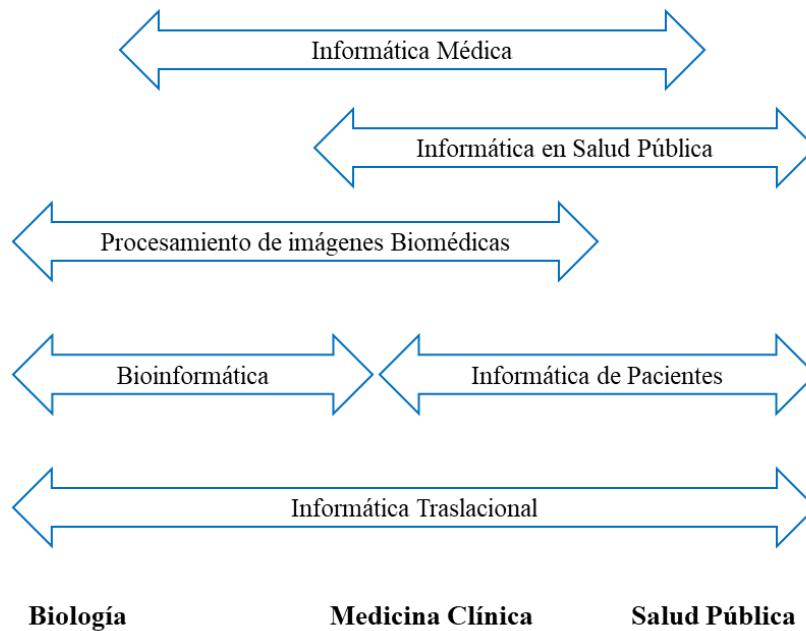 Informática Médica
Informática en Salud Pública
Procesamiento de imágenes Biomédicas
Bioinformática
Informática de Pacientes
Informática Traslacional
Biología
Medicina Clínica
Salud Pública